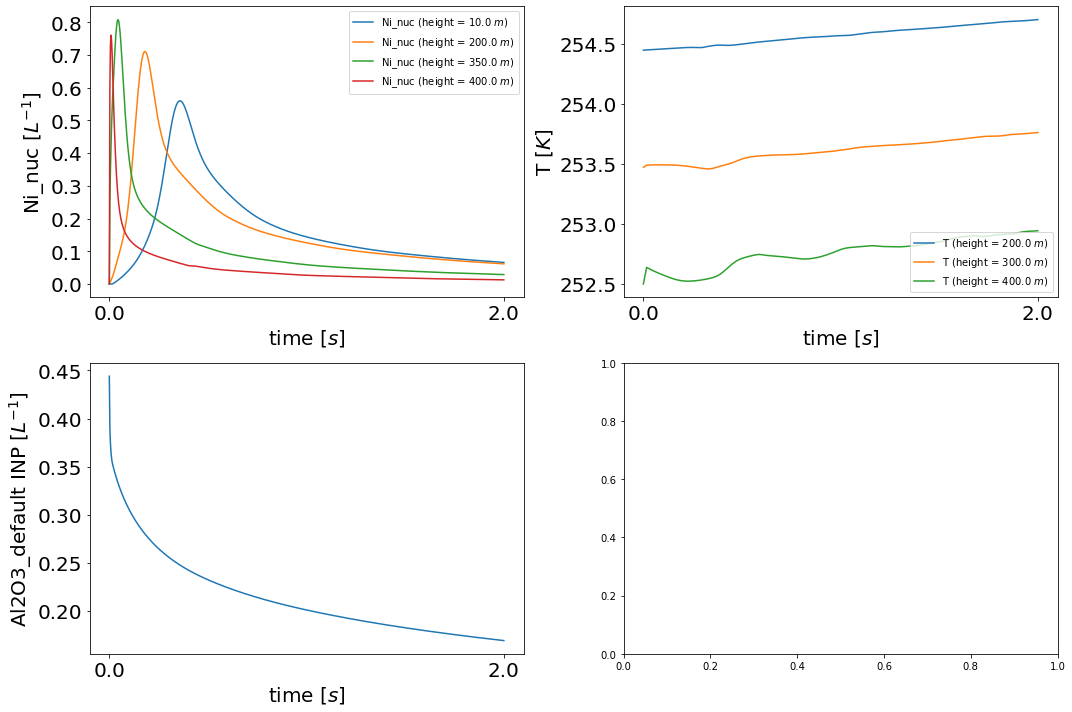 Ni_nuc [L⁻¹]
0.8
0.7
0.6
0.5
0.4
0.3
0.2
0.1
0.0
0.0
2.0
time [s]
Ni_nuc (height = 10.0 m)
Ni_nuc (height = 200.0 m)
Ni_nuc (height = 350.0 m)
Ni_nuc (height = 400.0 m)
T [K]
254.5
254.0
253.5
253.0
252.5
0.0
2.0
time [s]
T (height = 200.0 m)
T (height = 300.0 m)
T (height = 400.0 m)
Al2O3_default INP [L⁻¹]
0.45
0.40
0.35
0.30
0.25
0.20
0.0
2.0
time [s]
1.0
0.8
0.6
0.4
0.2
0.0
0.0
0.2
0.4
0.6
0.8
1.0